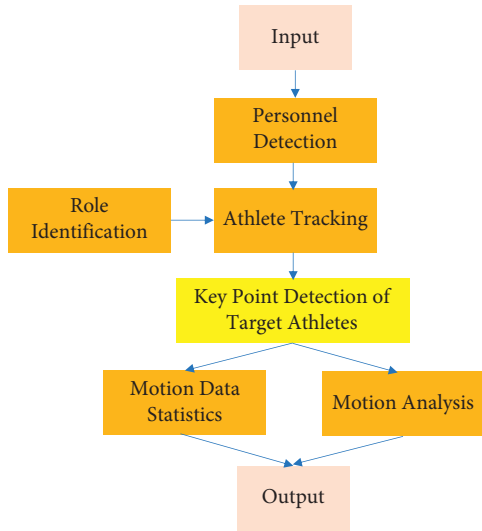 Input
Personnel
Detection
Role
Identification
Athlete Tracking
Key Point Detection of
Target Athletes
Motion Data
Statistics
Motion Analysis
Output